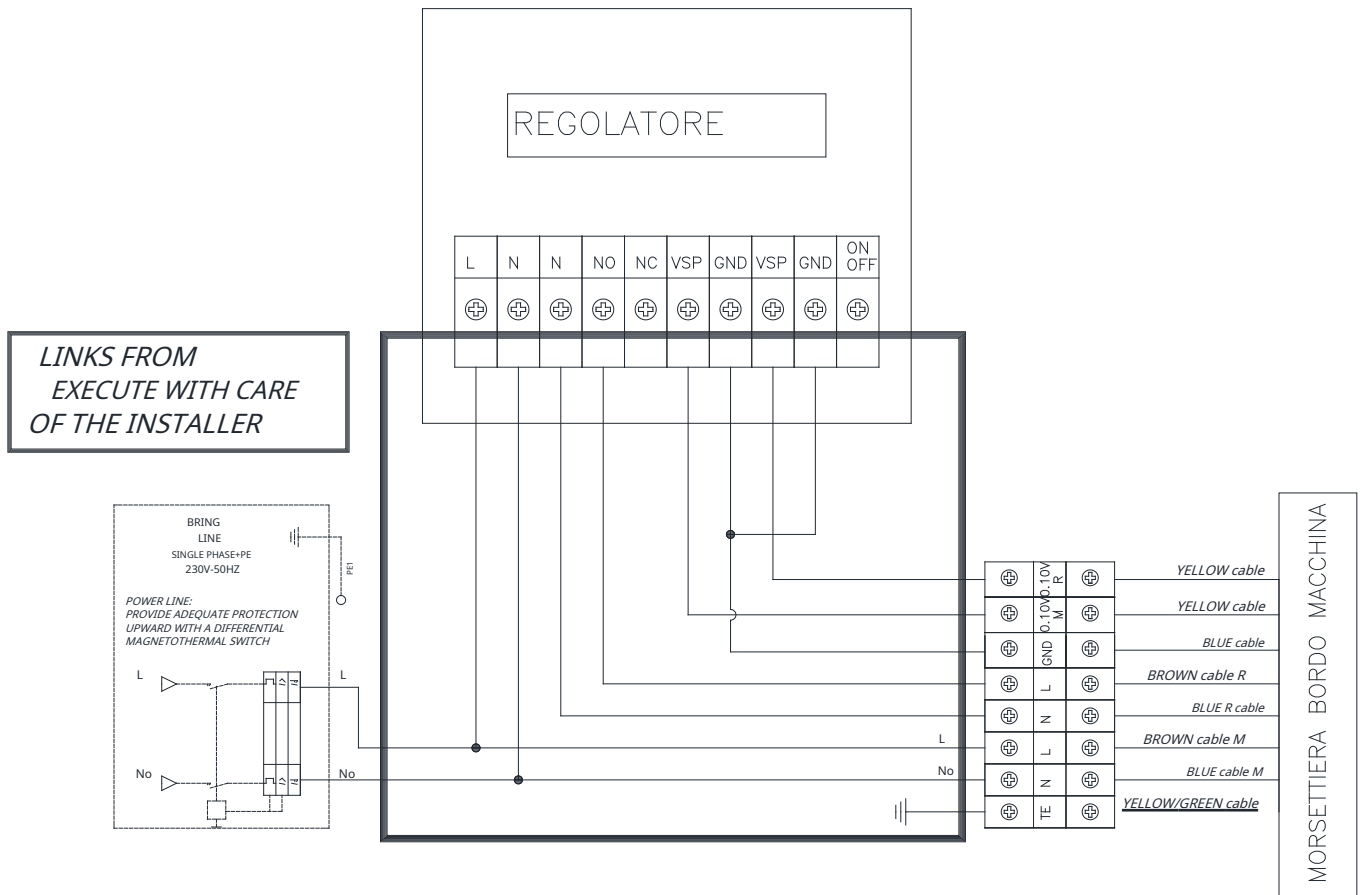 REGOLATORE
L N N NO NC VSP GND VSP GND ON OFF
LINKS FROM
EXECUTE WITH CARE
OF THE INSTALLER
BRING
LINE
SINGLE PHASE+PE
230V-50HZ
PE1
POWER LINE:
PROVIDE ADEQUATE PROTECTION
UPWARD WITH A DIFFERENTIAL
MAGNETOTHERMAL SWITCH
L
L
No
No
L
No
0.10V R
0.10V M
GND
L
N
L
N
TE
YELLOW cable
YELLOW cable
BLUE cable
BROWN cable R
BLUE R cable
BROWN cable M
BLUE cable M
YELLOW/GREEN cable
MORSETTIERA BORDO MACCHINA